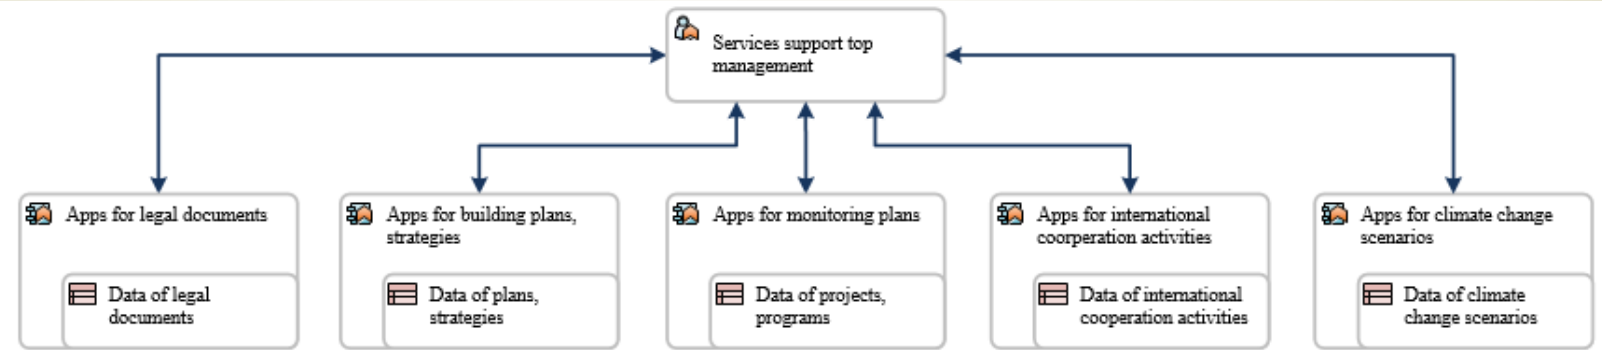 Services support top
management
Apps for legal documents
Data of legal
documents
Apps for building plans,
strategies
Data of plans,
strategies
Apps for monitoring plans
Data of projects,
programs
Apps for international
coorperation activities
Data of international
cooperation activities
Apps for climate change
scenarios
Data of climate
change scenarios